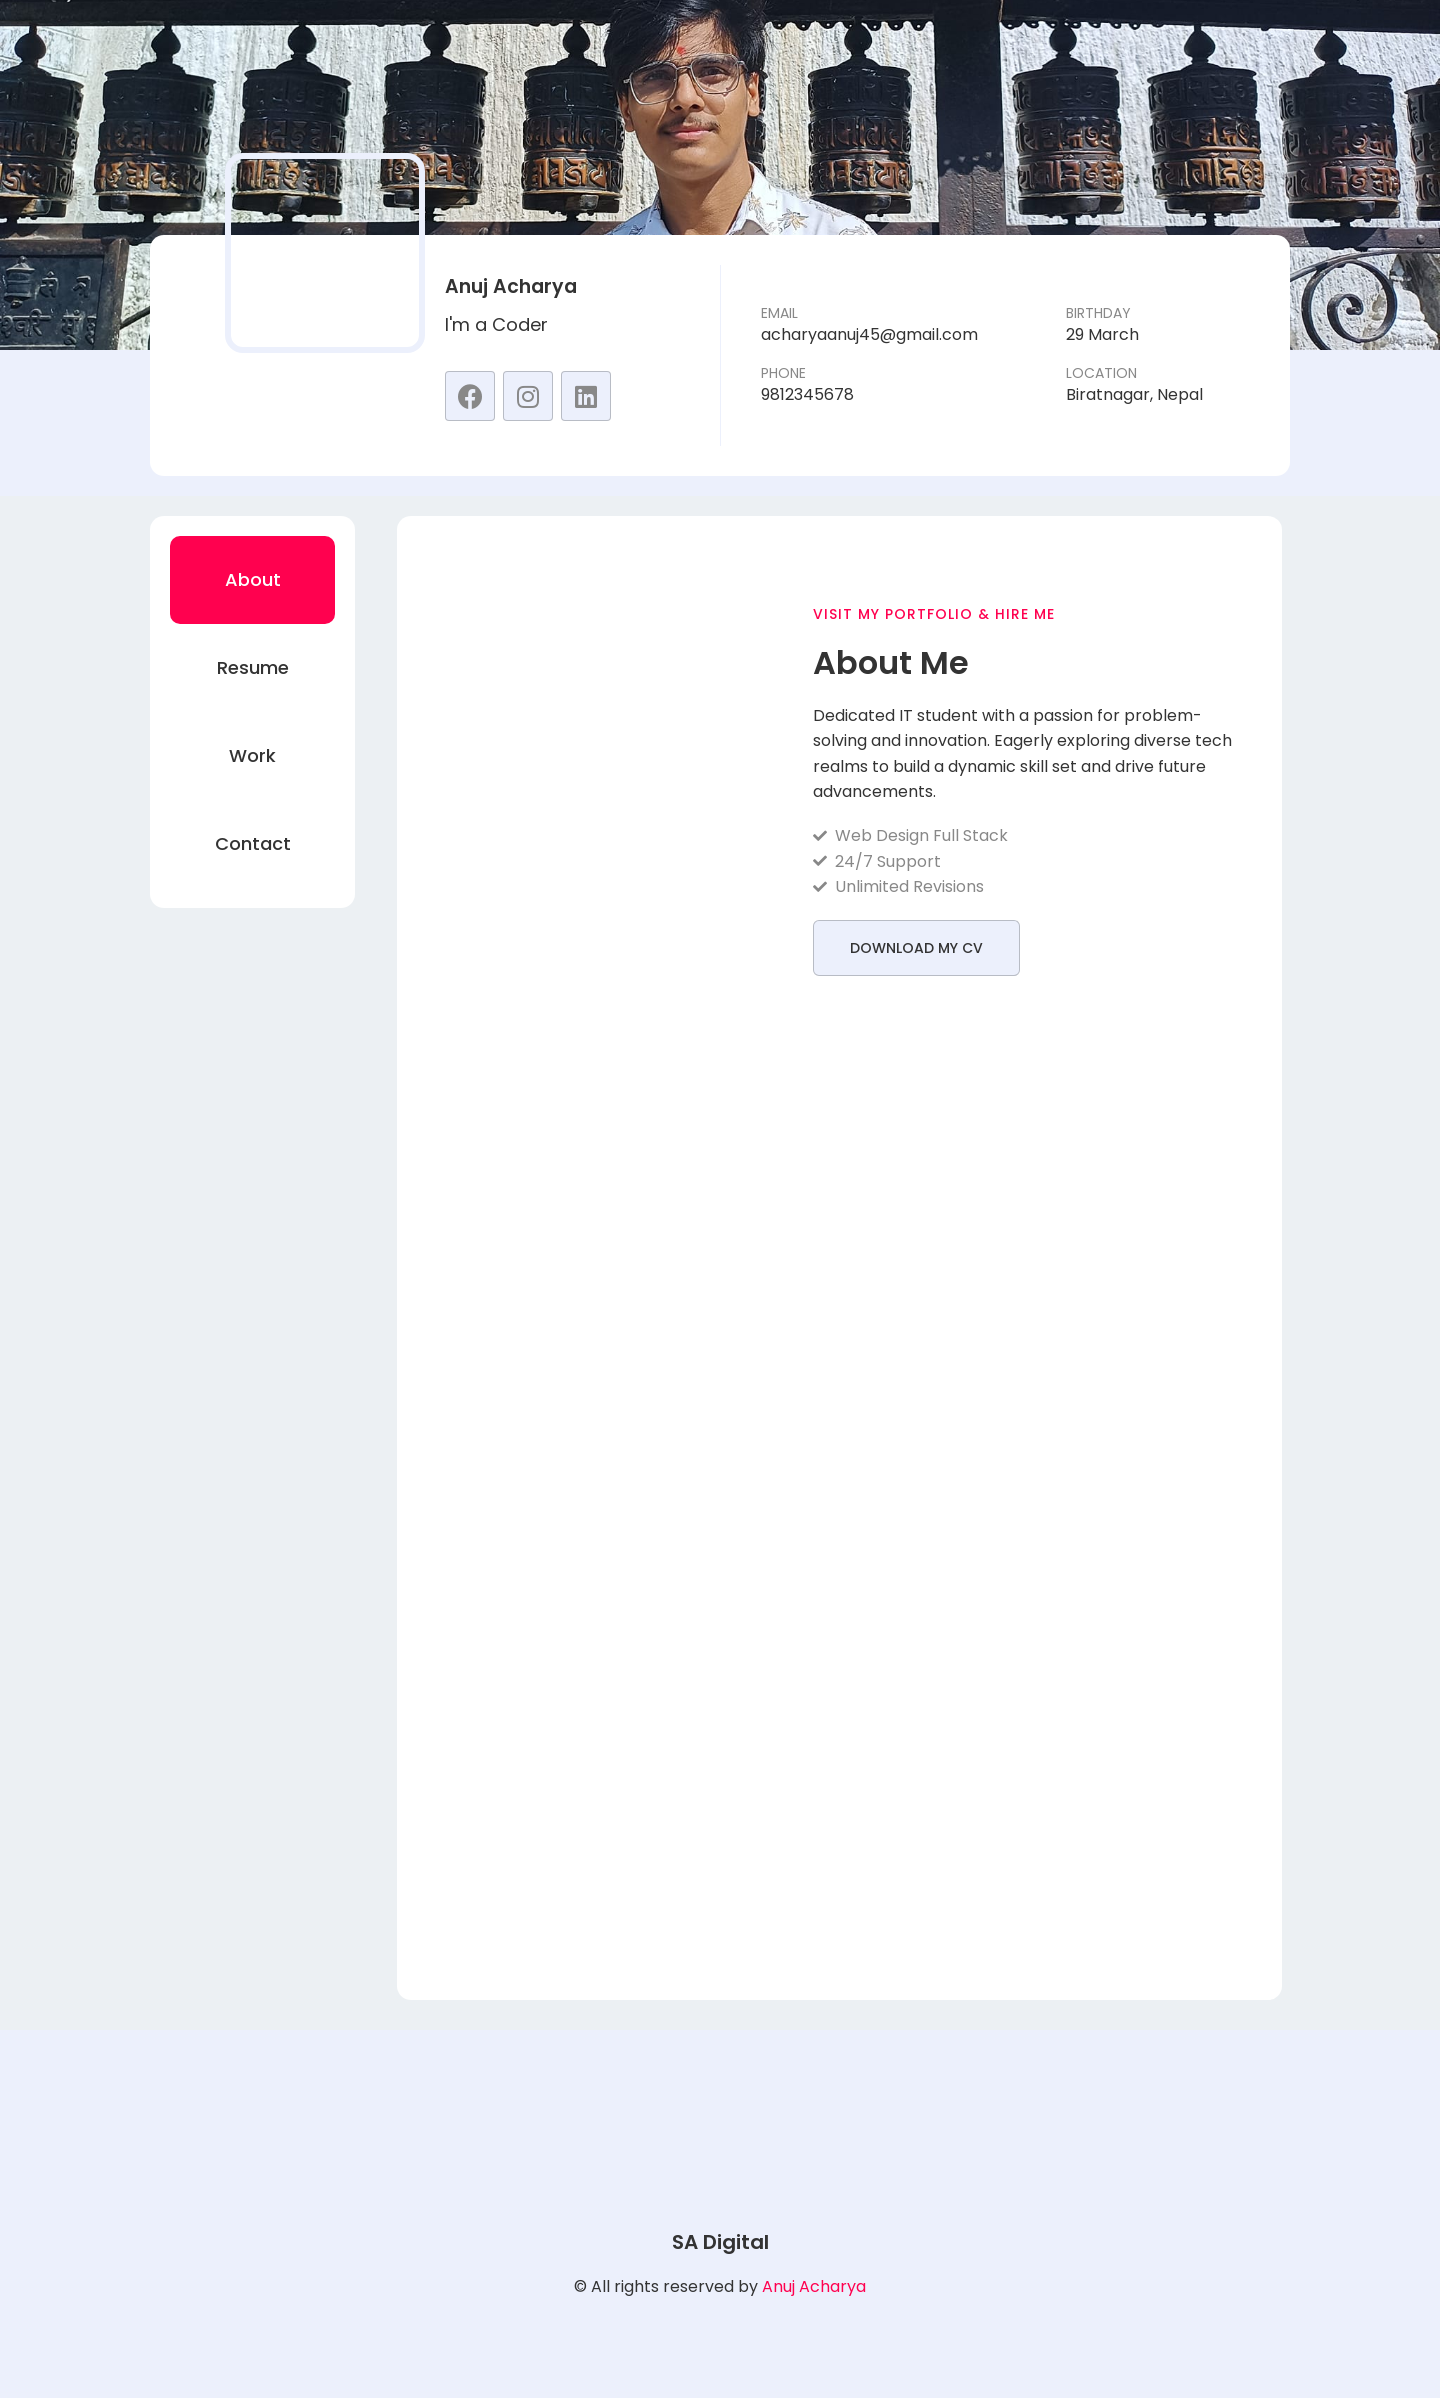 Anuj Acharya
I'm a Coder
EMAIL
acharyaanuj45@gmail.com
BIRTHDAY
29 March
PHONE
9812345678
LOCATION
Biratnagar, Nepal
About
Resume
Work
Contact
VISIT MY PORTFOLIO & HIRE ME
About Me
Dedicated IT student with a passion for problem-
solving and innovation. Eagerly exploring diverse tech
realms to build a dynamic skill set and drive future
advancements.
Web Design Full Stack
24/7 Support
Unlimited Revisions
DOWNLOAD MY CV
SA Digital
© All rights reserved by Anuj Acharya